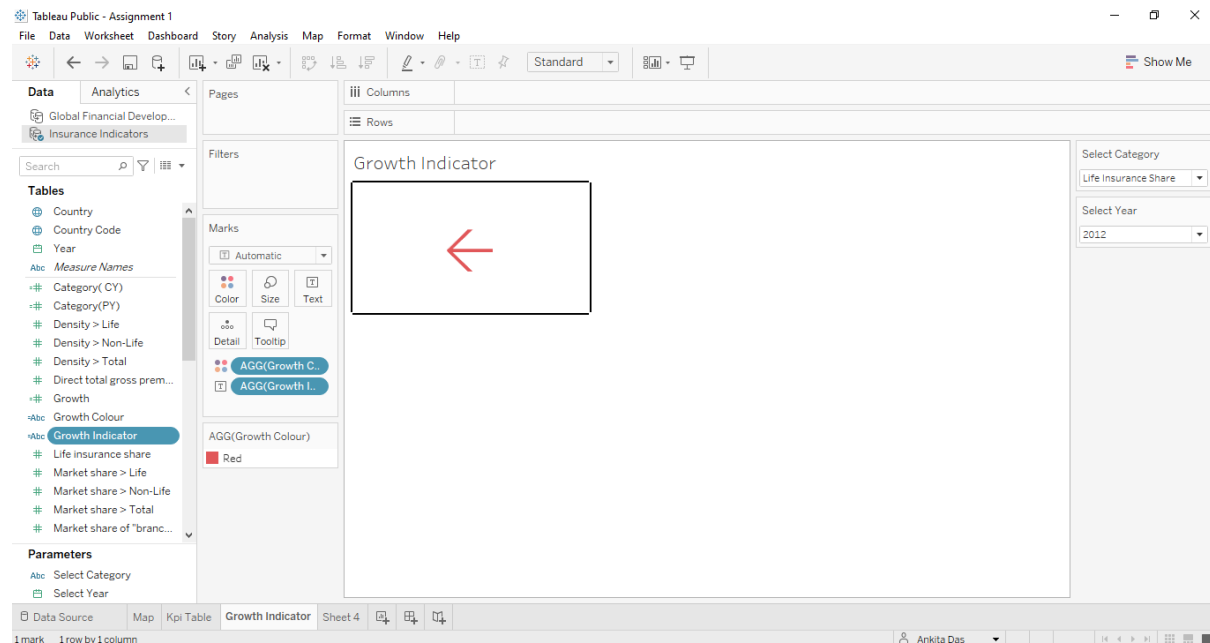 Tableau Public - Assignment 1
File Data Worksheet Dashboard Story Analysis Map Format Window Help
Standard
Show Me
Data Analytics
Global Financial Develop...
Insurance Indicators
Search
Tables
Country
Country Code
Year
Abc Measure Names
Category( CY)
Category(PY)
Density > Life
Density > Non-Life
Density > Total
Direct total gross prem...
Growth
=Abc Growth Colour
=Abc Growth Indicator
Life insurance share
Market share > Life
Market share > Non-Life
Market share > Total
Market share of "branc...
Parameters
Abc Select Category
Select Year
Pages
Filters
Marks
T Automatic
Color Size Text
Detail Tooltip
AGG(Growth C..
T AGG(Growth I..
AGG(Growth Colour)
Red
Columns
Rows
Growth Indicator
Select Category
Life Insurance Share
Select Year
2012
Data Source Map Kpi Table Growth Indicator Sheet 4
1 mark 1 row by 1 column Ankita Das